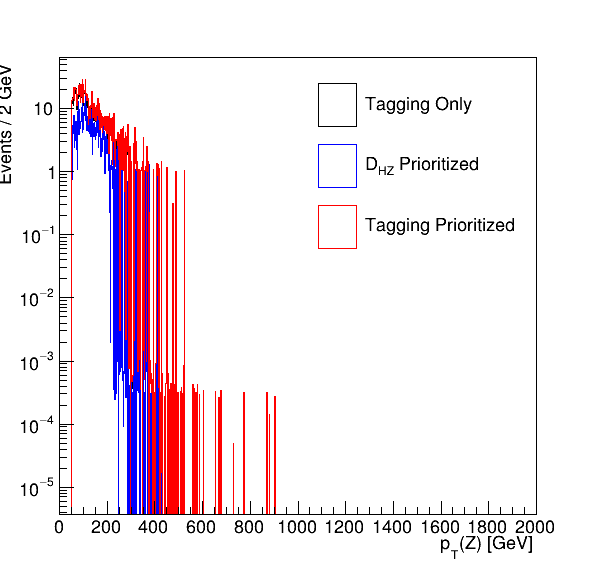 Events / 2 GeV
10
1
10⁻¹
10⁻²
10⁻³
10⁻⁴
10⁻⁵
Tagging Only
D_HZ Prioritized
Tagging Prioritized
0 200 400 600 800 1000 1200 1400 1600 1800 2000
p_T(Z) [GeV]